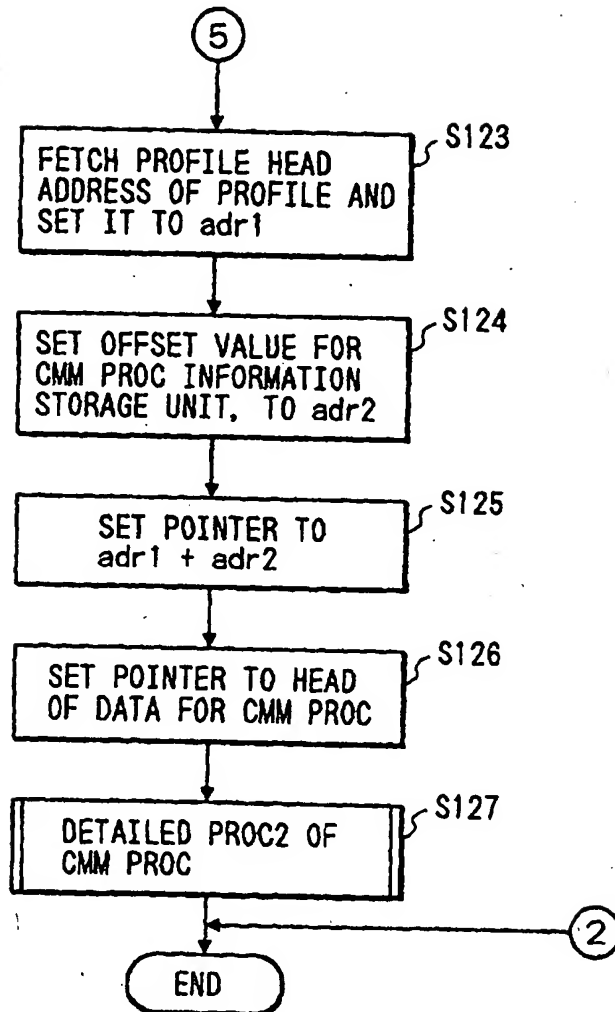 5
S123
FETCH PROFILE HEAD
ADDRESS OF PROFILE AND
SET IT TO adr1
S124
SET OFFSET VALUE FOR
CMM PROC INFORMATION
STORAGE UNIT, TO adr2
S125
SET POINTER TO
adr1 + adr2
S126
SET POINTER TO HEAD
OF DATA FOR CMM PROC
S127
DETAILED PROC2 OF
CMM PROC
2
END